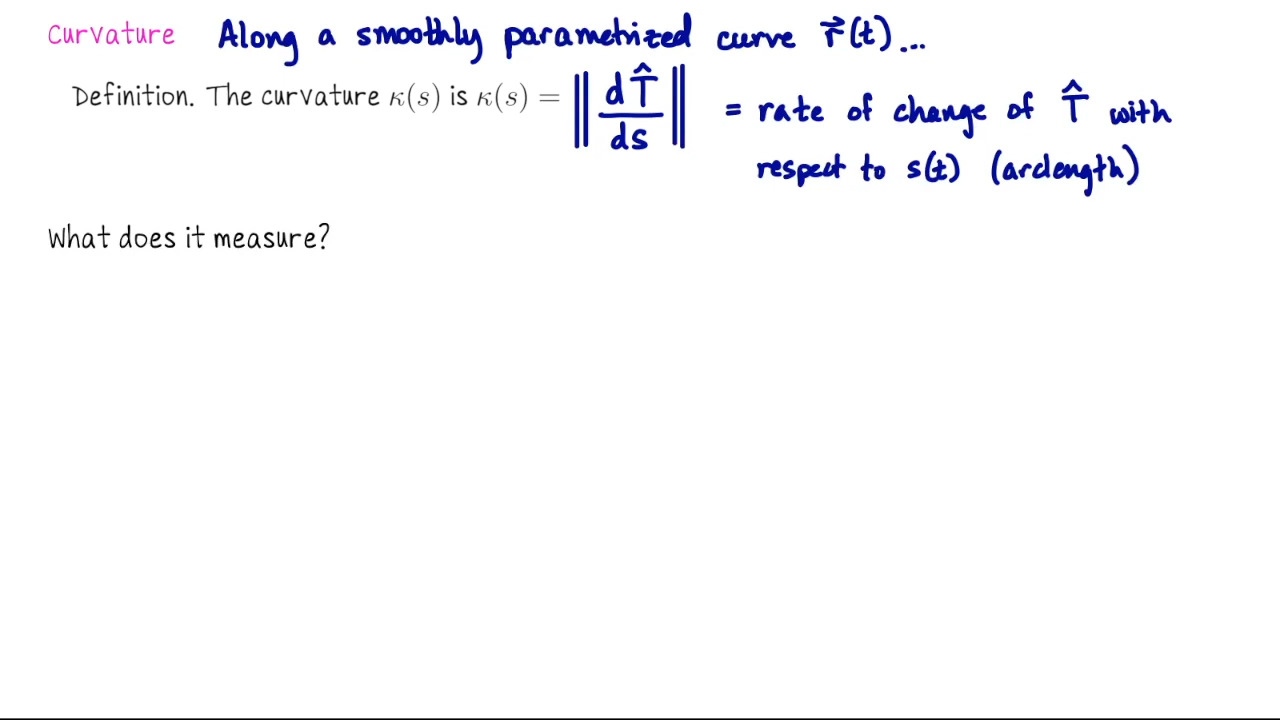 Curvature Along a smoothly parametrized curve r⃗(t)...
Definition. The curvature κ(s) is κ(s) = ‖dT̂/ds‖ = rate of change of T̂ with
respect to s(t) (arclength)
What does it measure?